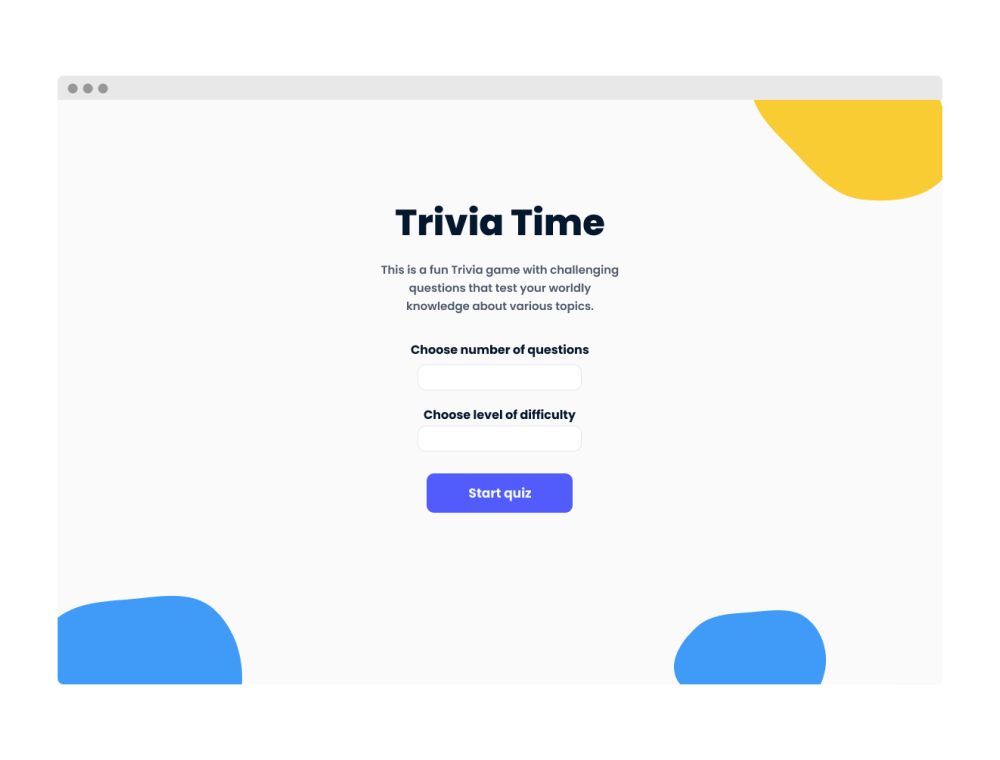 Trivia Time
This is a fun Trivia game with challenging
questions that test your worldly
knowledge about various topics.
Choose number of questions
Choose level of difficulty
Start quiz